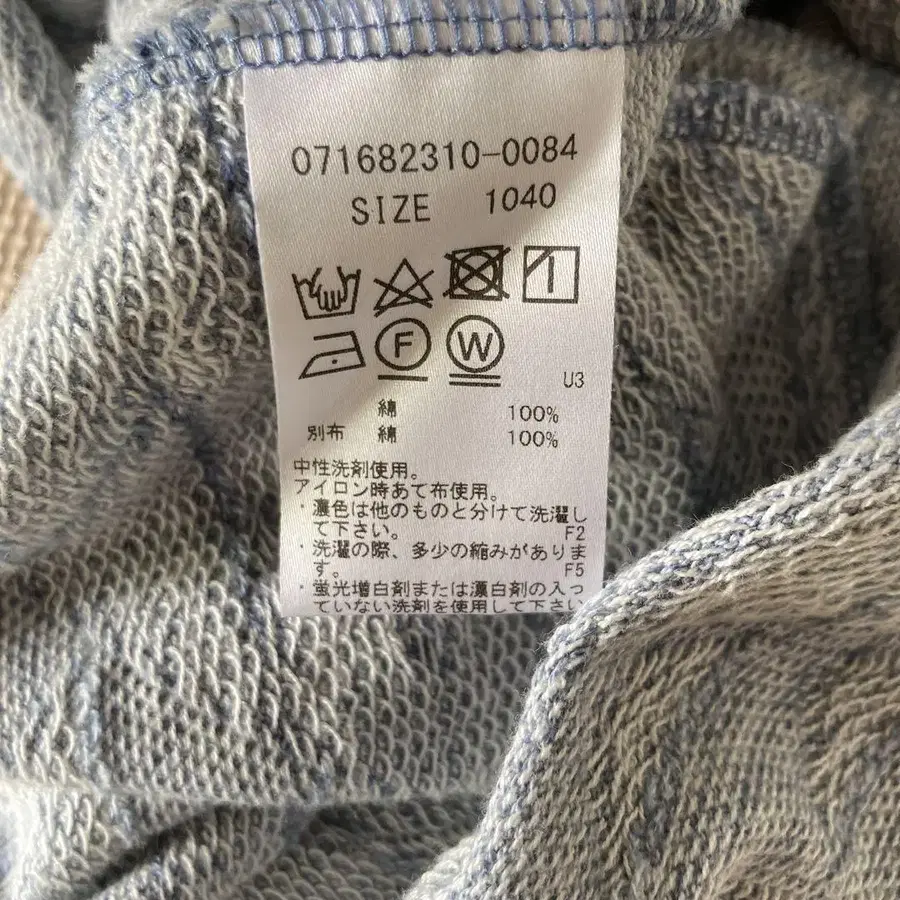 071682310-0084
SIZE 1040
F W
U3
綿 100%
別布 綿 100%
中性洗剤使用。
アイロン時あて布使用。
・濃色は他のものと分けて洗濯し
て下さい。 F2
・洗濯の際、多少の縮みがありま
す。 F5
・蛍光増白剤または漂白剤の入っ
ていない洗剤を使用して下さい